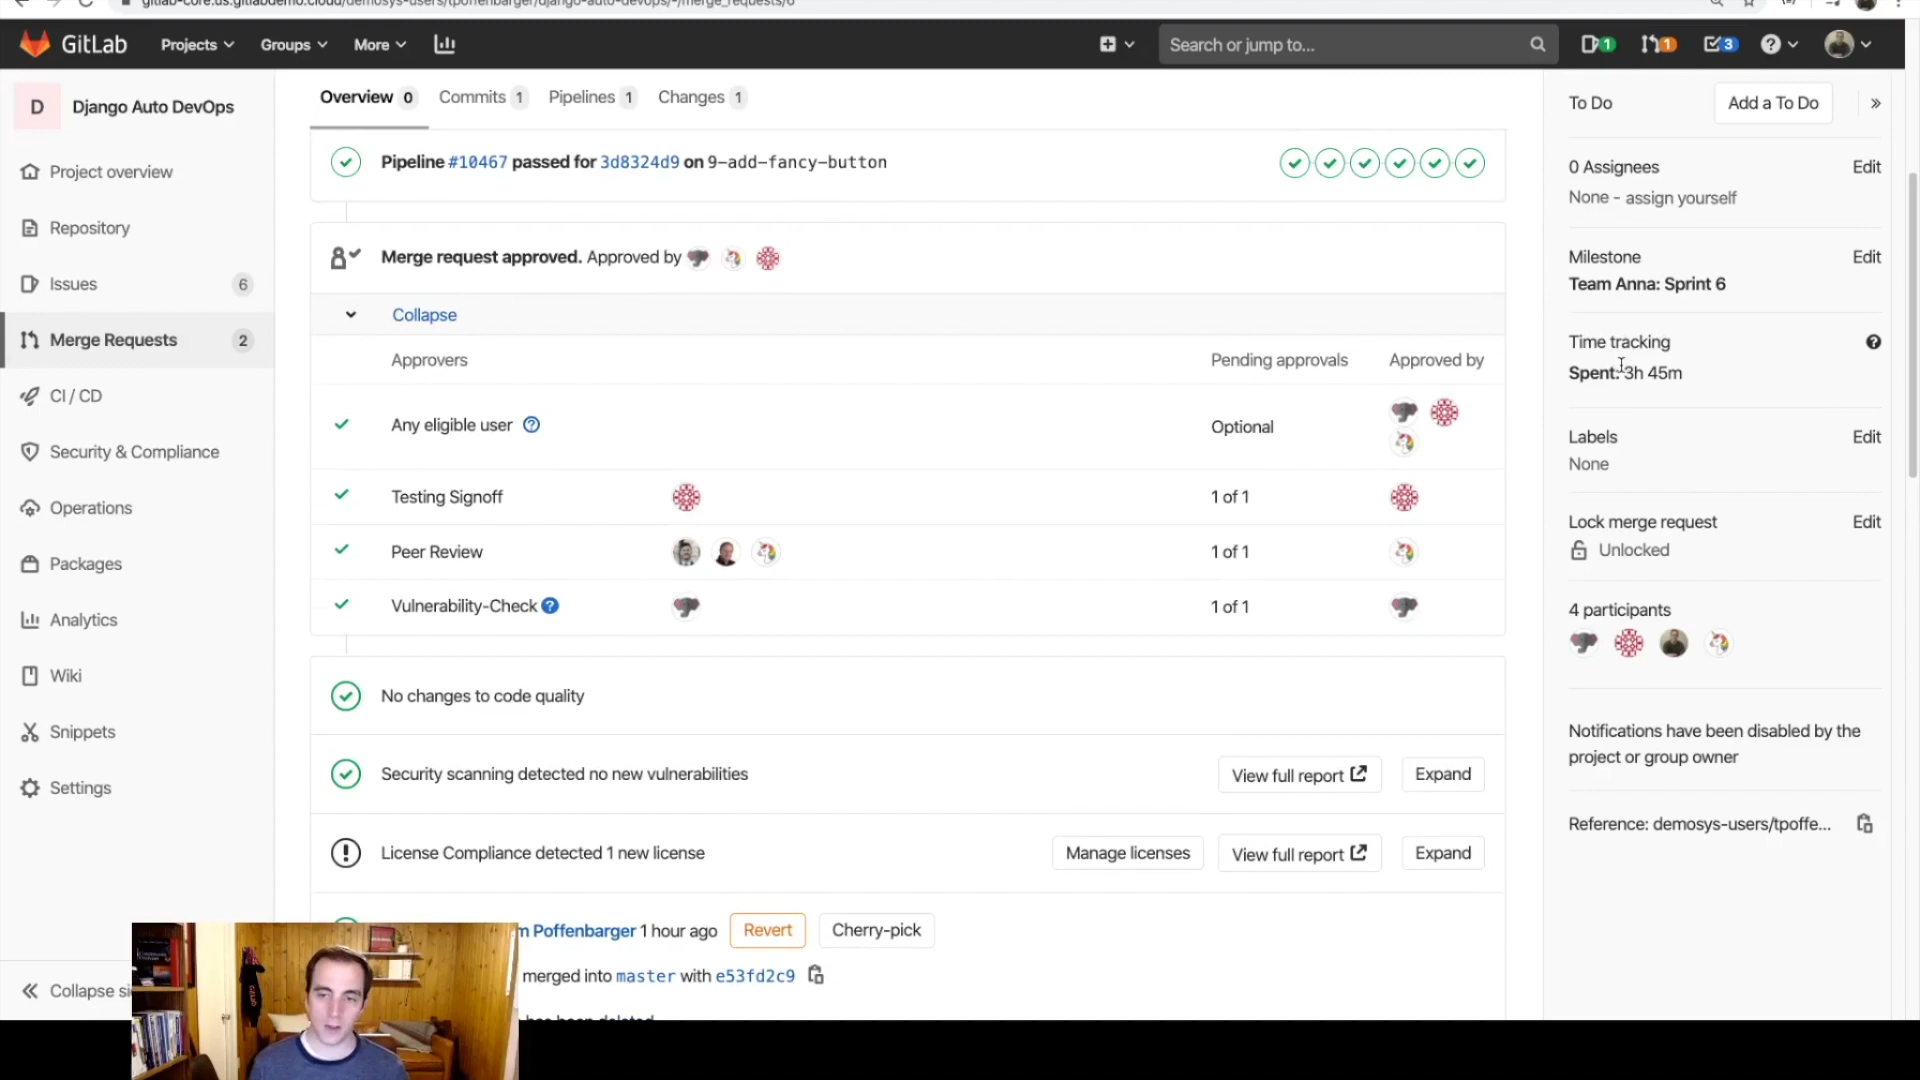 gitlab-core.us.gitlabdemo.cloud/demosys-users/tpoffenbarger/django-auto-devops/-/merge_requests/6
GitLab Projects Groups More Search or jump to... 1 1 3
D Django Auto DevOps
Project overview
Repository
Issues 6
Merge Requests 2
CI / CD
Security & Compliance
Operations
Packages
Analytics
Wiki
Snippets
Settings
Collapse si
Overview 0 Commits 1 Pipelines 1 Changes 1
Pipeline #10467 passed for 3d8324d9 on 9-add-fancy-button
Merge request approved. Approved by
Collapse
Approvers Pending approvals Approved by
Any eligible user Optional
Testing Signoff 1 of 1
Peer Review 1 of 1
Vulnerability-Check 1 of 1
No changes to code quality
Security scanning detected no new vulnerabilities View full report Expand
License Compliance detected 1 new license Manage licenses View full report Expand
m Poffenbarger 1 hour ago Revert Cherry-pick
merged into master with e53fd2c9
has been deleted
To Do Add a To Do
0 Assignees Edit
None - assign yourself
Milestone Edit
Team Anna: Sprint 6
Time tracking
Spent: 3h 45m
Labels Edit
None
Lock merge request Edit
Unlocked
4 participants
Notifications have been disabled by the
project or group owner
Reference: demosys-users/tpoffe...